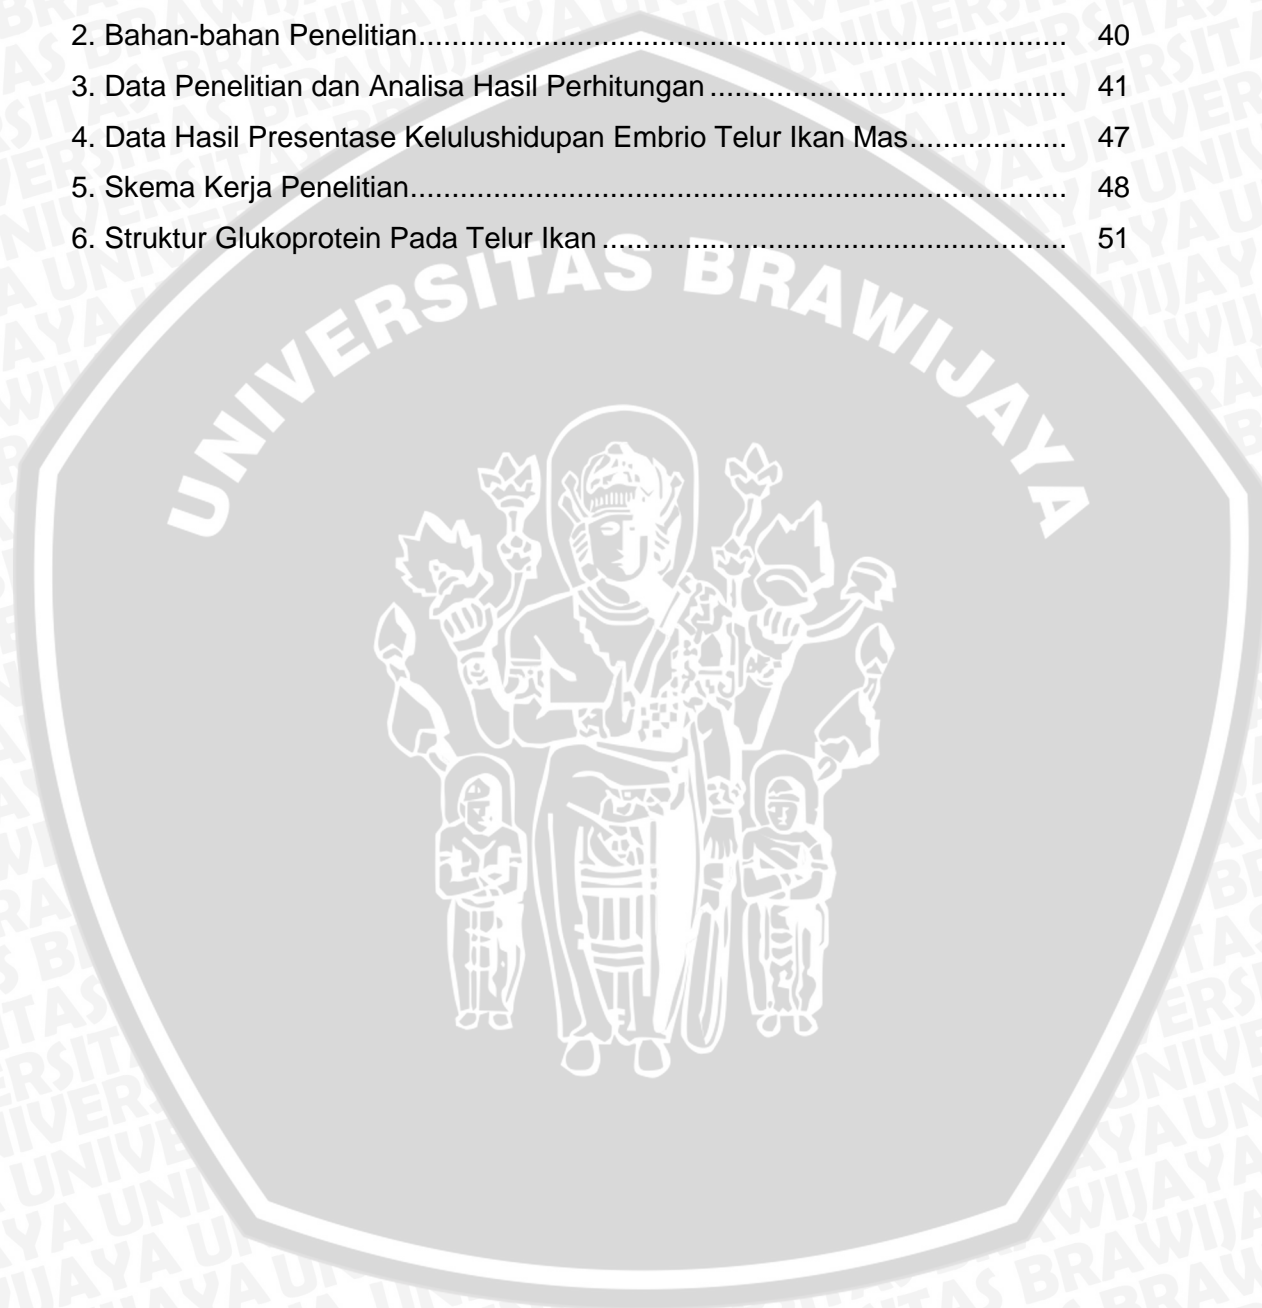 2. Bahan-bahan Penelitian................................................................................ 40
3. Data Penelitian dan Analisa Hasil Perhitungan ............................................ 41
4. Data Hasil Presentase Kelulushidupan Embrio Telur Ikan Mas................... 47
5. Skema Kerja Penelitian................................................................................. 48
6. Struktur Glukoprotein Pada Telur Ikan ......................................................... 51
UNIVERSITAS BRAWIJAYA